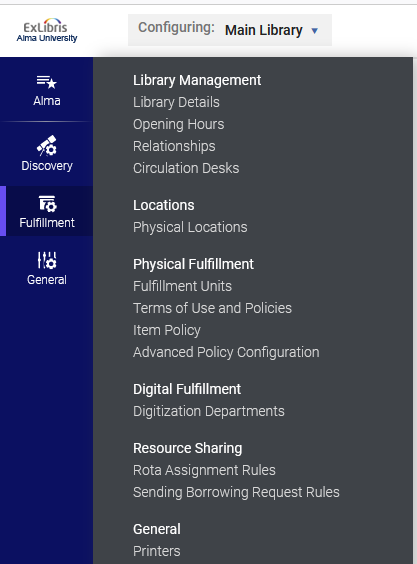 ExLibris
Alma University
Configuring: Main Library
Alma
Discovery
Fulfillment
General
Library Management
Library Details
Opening Hours
Relationships
Circulation Desks
Locations
Physical Locations
Physical Fulfillment
Fulfillment Units
Terms of Use and Policies
Item Policy
Advanced Policy Configuration
Digital Fulfillment
Digitization Departments
Resource Sharing
Rota Assignment Rules
Sending Borrowing Request Rules
General
Printers